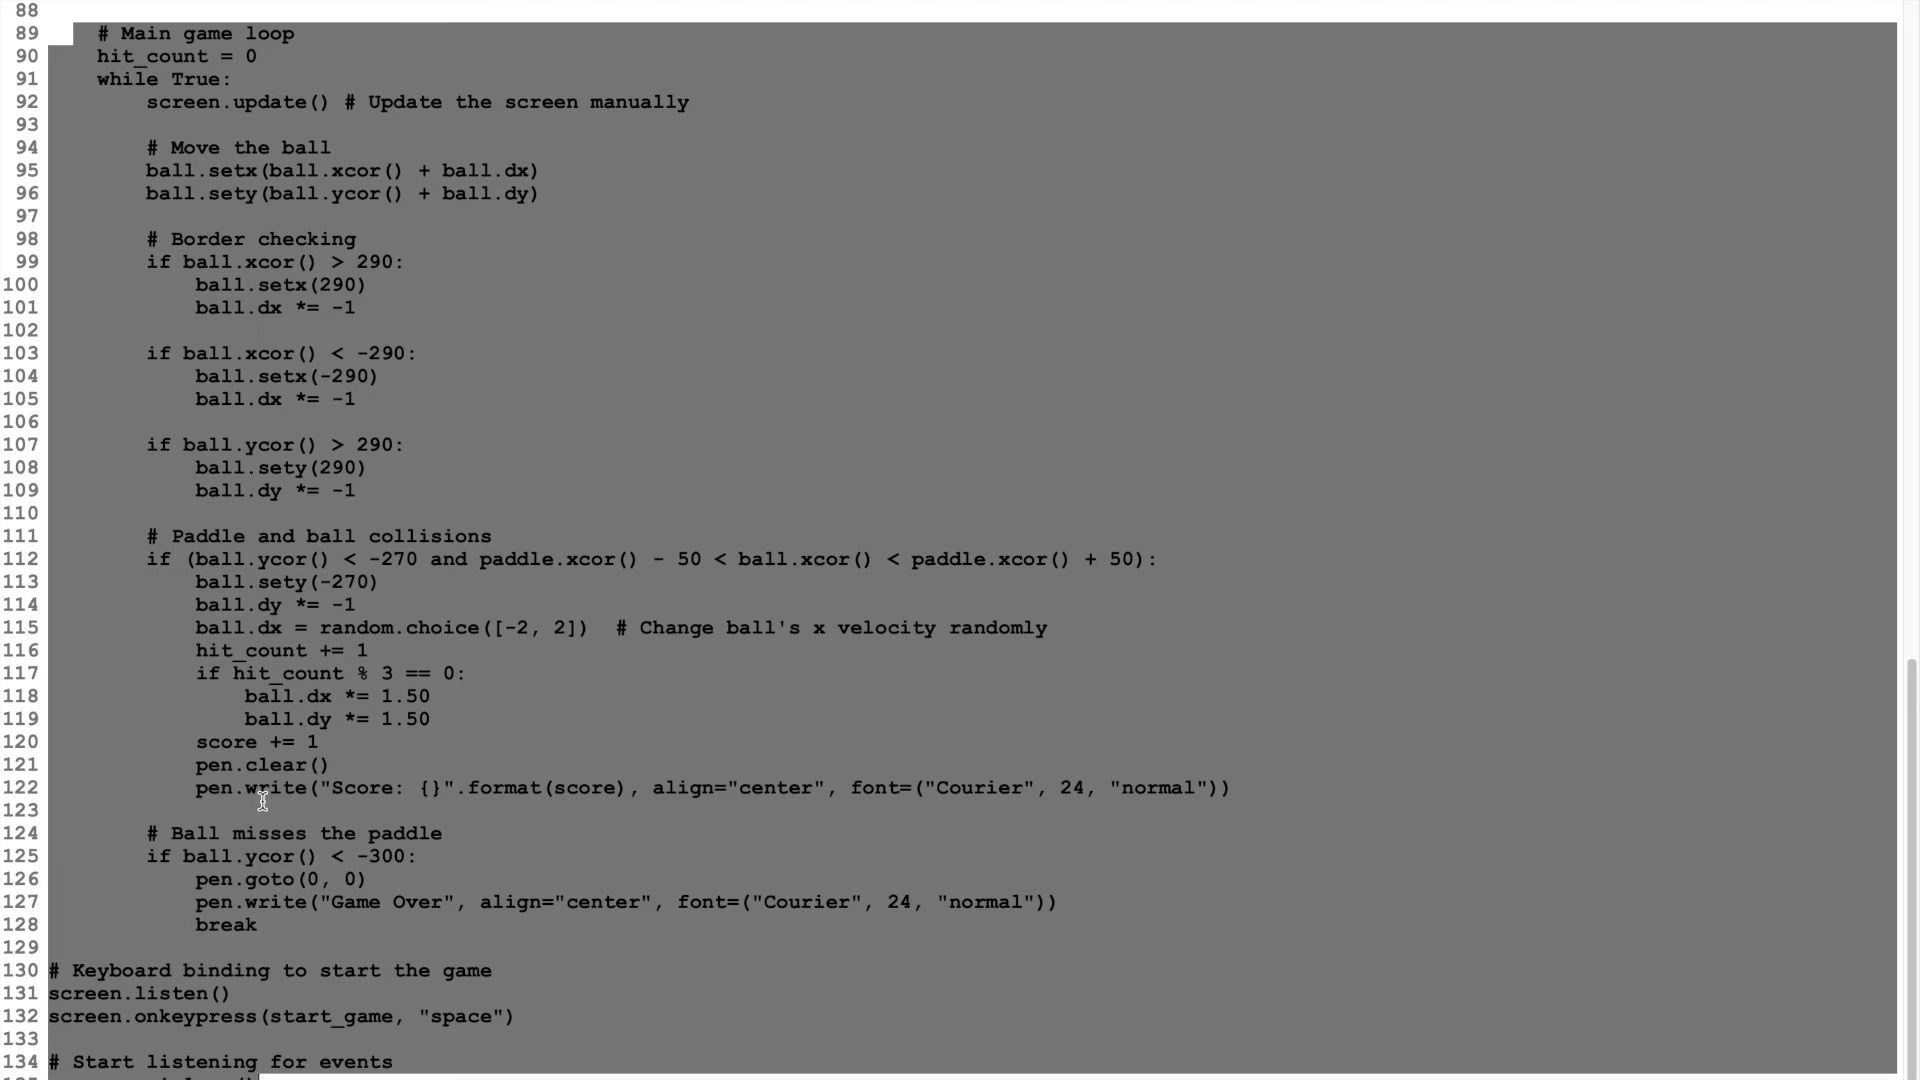 88
89     # Main game loop
90     hit_count = 0
91     while True:
92         screen.update() # Update the screen manually
93
94         # Move the ball
95         ball.setx(ball.xcor() + ball.dx)
96         ball.sety(ball.ycor() + ball.dy)
97
98         # Border checking
99         if ball.xcor() > 290:
100             ball.setx(290)
101             ball.dx *= -1
102
103         if ball.xcor() < -290:
104             ball.setx(-290)
105             ball.dx *= -1
106
107         if ball.ycor() > 290:
108             ball.sety(290)
109             ball.dy *= -1
110
111         # Paddle and ball collisions
112         if (ball.ycor() < -270 and paddle.xcor() - 50 < ball.xcor() < paddle.xcor() + 50):
113             ball.sety(-270)
114             ball.dy *= -1
115             ball.dx = random.choice([-2, 2])  # Change ball's x velocity randomly
116             hit_count += 1
117             if hit_count % 3 == 0:
118                 ball.dx *= 1.50
119                 ball.dy *= 1.50
120             score += 1
121             pen.clear()
122             pen.write("Score: {}".format(score), align="center", font=("Courier", 24, "normal"))
123
124         # Ball misses the paddle
125         if ball.ycor() < -300:
126             pen.goto(0, 0)
127             pen.write("Game Over", align="center", font=("Courier", 24, "normal"))
128             break
129
130 # Keyboard binding to start the game
131 screen.listen()
132 screen.onkeypress(start_game, "space")
133
134 # Start listening for events